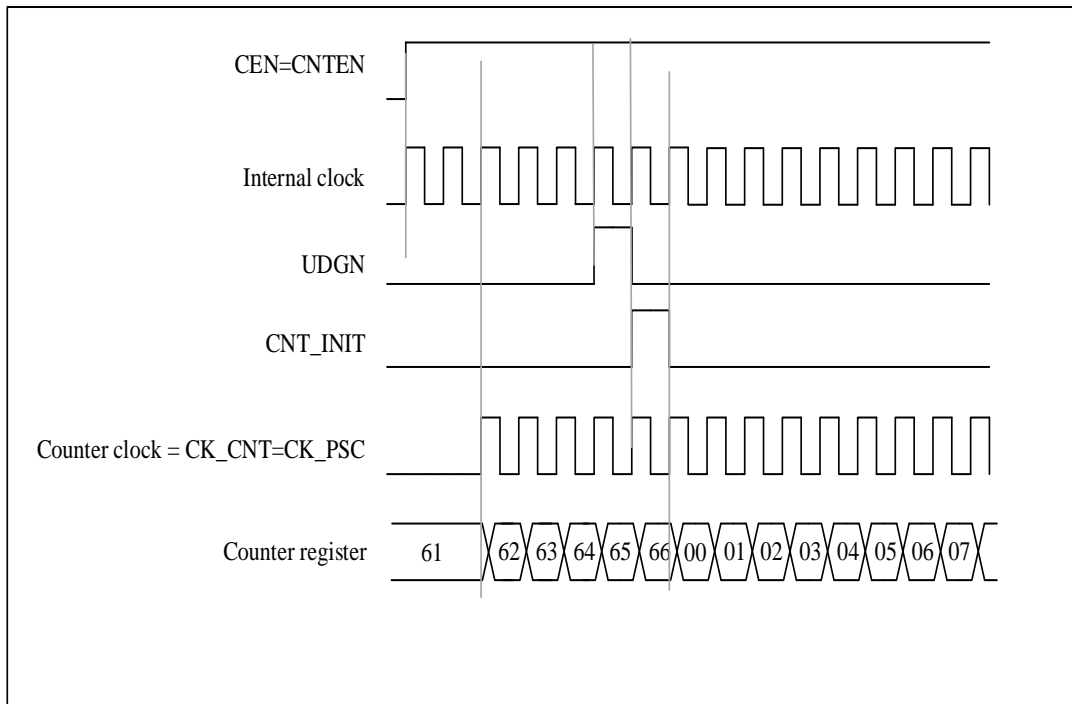 CEN=CNTEN
Internal clock
UDGN
CNT_INIT
Counter clock = CK_CNT=CK_PSC
Counter register 61 62 63 64 65 66 00 01 02 03 04 05 06 07